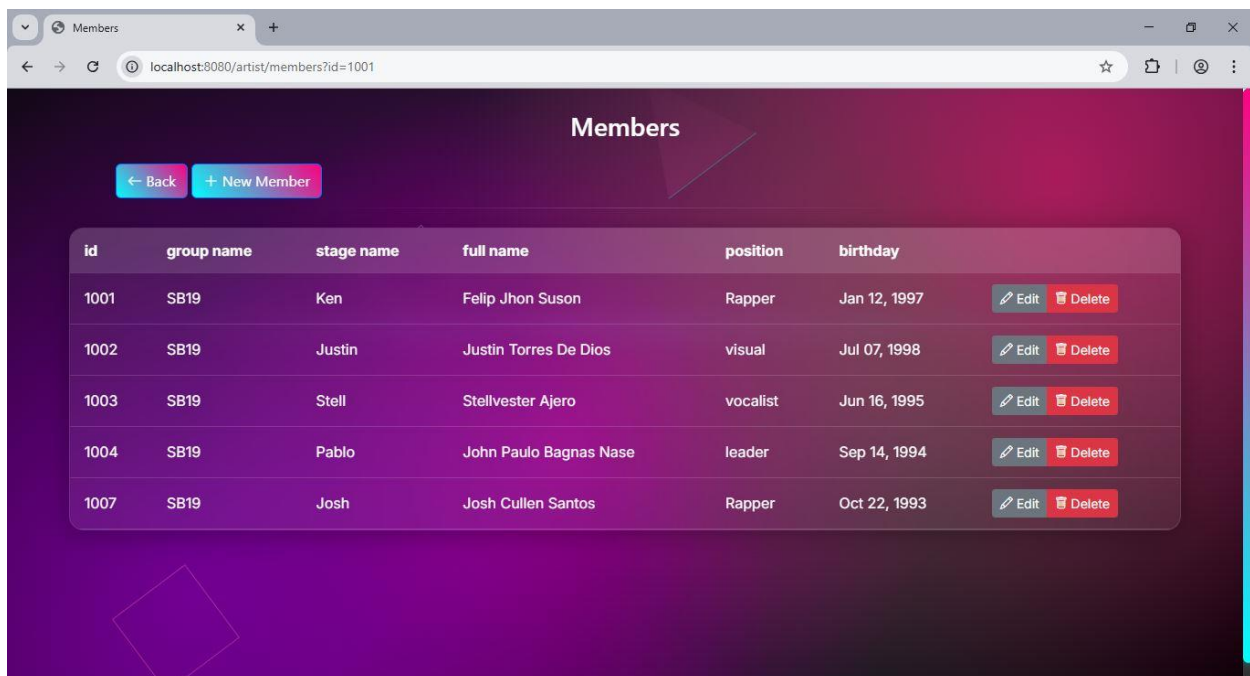 Members
localhost:8080/artist/members?id=1001
Members
← Back + New Member
id group name stage name full name position birthday
1001 SB19 Ken Felip Jhon Suson Rapper Jan 12, 1997 Edit Delete
1002 SB19 Justin Justin Torres De Dios visual Jul 07, 1998 Edit Delete
1003 SB19 Stell Stellvester Ajero vocalist Jun 16, 1995 Edit Delete
1004 SB19 Pablo John Paulo Bagnas Nase leader Sep 14, 1994 Edit Delete
1007 SB19 Josh Josh Cullen Santos Rapper Oct 22, 1993 Edit Delete